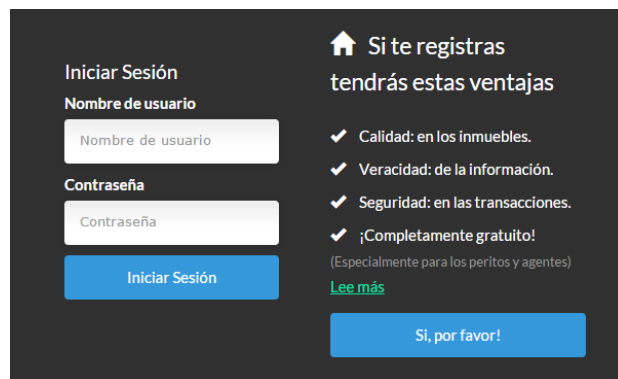 Iniciar Sesión
Nombre de usuario
Nombre de usuario
Contraseña
Contraseña
Iniciar Sesión
Si te registras
tendrás estas ventajas
Calidad: en los inmuebles.
Veracidad: de la información.
Seguridad: en las transacciones.
¡Completamente gratuito!
(Especialmente para los peritos y agentes)
Lee más
Si, por favor!